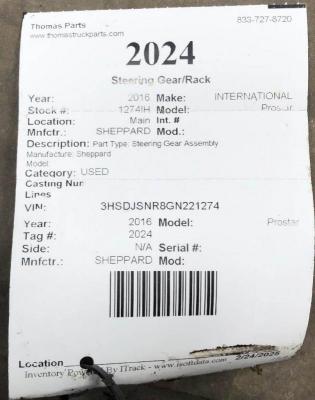 Thomas Parts 833-727-8720
www.thomastruckparts.com
2024
Steering Gear/Rack
Year: 2016 Make: INTERNATIONAL
Stock #: 1274IH Model: Prostar
Location: Main Int. #
Mnfctr.: SHEPPARD Mod.:
Description: Part Type: Steering Gear Assembly
Manufacture: Sheppard
Model:
Category: USED
Casting Num
Lines
VIN: 3HSDJSNR8GN221274
Year: 2016 Model: Prostar
Tag #: 2024
Side: N/A Serial #:
Mnfctr.: SHEPPARD Mod:
Location
Inventory By ITrack - www.isoftdata.com 2/24/2025